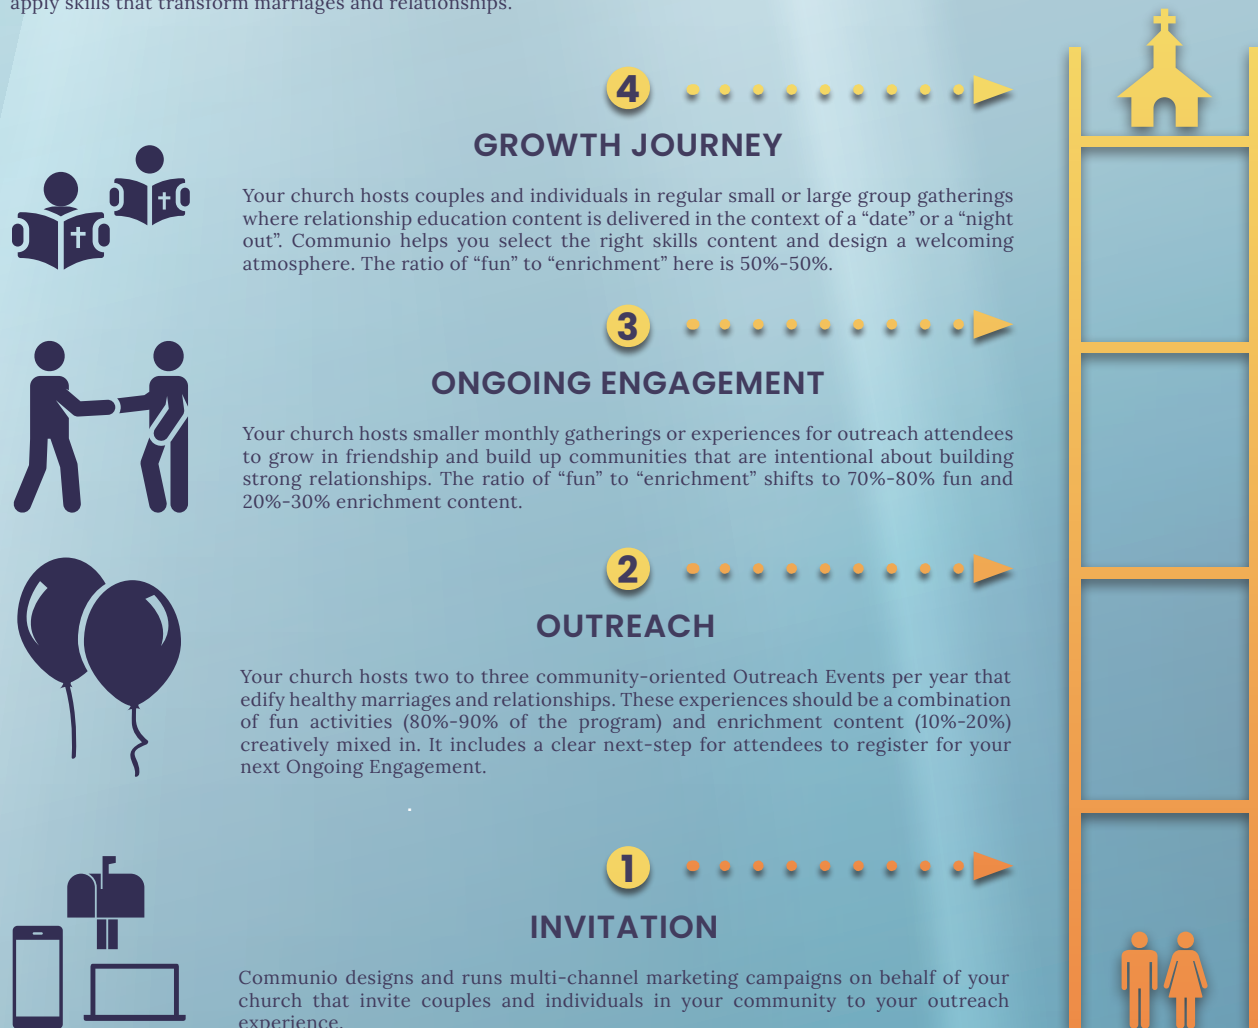 apply skills that transform marriages and relationships.
4
GROWTH JOURNEY
Your church hosts couples and individuals in regular small or large group gatherings
where relationship education content is delivered in the context of a “date” or a “night
out”. Communio helps you select the right skills content and design a welcoming
atmosphere. The ratio of “fun” to “enrichment” here is 50%-50%.
3
ONGOING ENGAGEMENT
Your church hosts smaller monthly gatherings or experiences for outreach attendees
to grow in friendship and build up communities that are intentional about building
strong relationships. The ratio of “fun” to “enrichment” shifts to 70%-80% fun and
20%-30% enrichment content.
2
OUTREACH
Your church hosts two to three community-oriented Outreach Events per year that
edify healthy marriages and relationships. These experiences should be a combination
of fun activities (80%-90% of the program) and enrichment content (10%-20%)
creatively mixed in. It includes a clear next-step for attendees to register for your
next Ongoing Engagement.
1
INVITATION
Communio designs and runs multi-channel marketing campaigns on behalf of your
church that invite couples and individuals in your community to your outreach
experience.